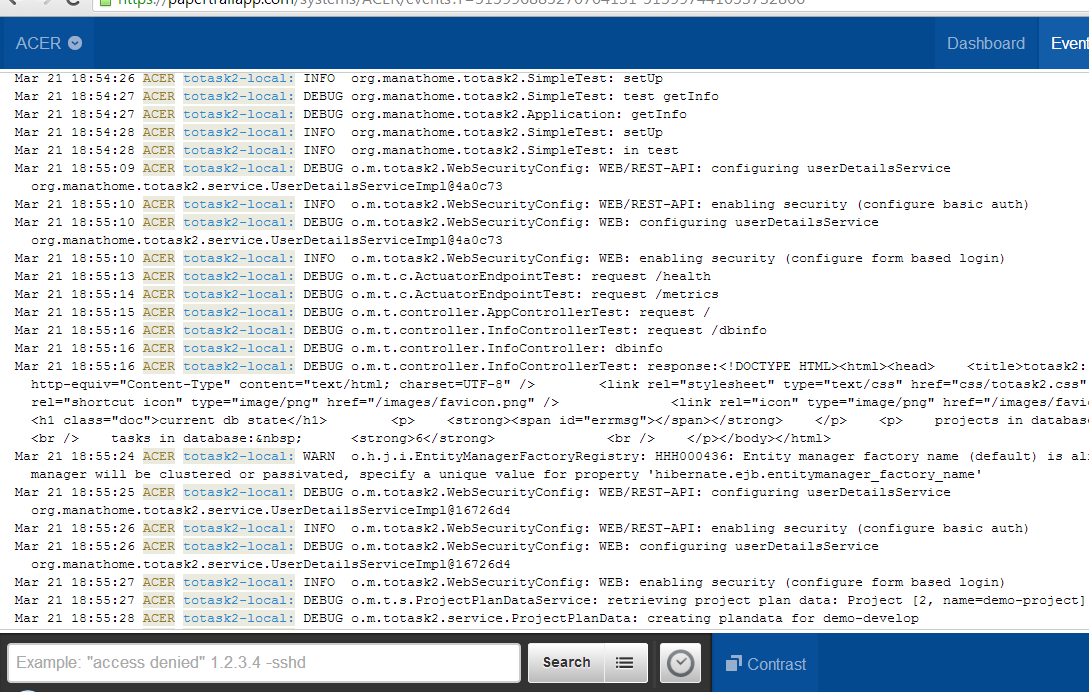 https://papertrailapp.com/systems/ACER/events?
ACER Dashboard Event
Mar 21 18:54:26 ACER totask2-local: INFO org.manathome.totask2.SimpleTest: setUp
Mar 21 18:54:27 ACER totask2-local: DEBUG org.manathome.totask2.SimpleTest: test getInfo
Mar 21 18:54:27 ACER totask2-local: DEBUG org.manathome.totask2.Application: getInfo
Mar 21 18:54:28 ACER totask2-local: INFO org.manathome.totask2.SimpleTest: setUp
Mar 21 18:54:28 ACER totask2-local: INFO org.manathome.totask2.SimpleTest: in test
Mar 21 18:55:09 ACER totask2-local: DEBUG o.m.totask2.WebSecurityConfig: WEB/REST-API: configuring userDetailsService
org.manathome.totask2.service.UserDetailsServiceImpl@4a0c73
Mar 21 18:55:10 ACER totask2-local: INFO o.m.totask2.WebSecurityConfig: WEB/REST-API: enabling security (configure basic auth)
Mar 21 18:55:10 ACER totask2-local: DEBUG o.m.totask2.WebSecurityConfig: WEB: configuring userDetailsService
org.manathome.totask2.service.UserDetailsServiceImpl@4a0c73
Mar 21 18:55:10 ACER totask2-local: INFO o.m.totask2.WebSecurityConfig: WEB: enabling security (configure form based login)
Mar 21 18:55:13 ACER totask2-local: DEBUG o.m.t.c.ActuatorEndpointTest: request /health
Mar 21 18:55:14 ACER totask2-local: DEBUG o.m.t.c.ActuatorEndpointTest: request /metrics
Mar 21 18:55:15 ACER totask2-local: DEBUG o.m.t.controller.AppControllerTest: request /
Mar 21 18:55:16 ACER totask2-local: DEBUG o.m.t.controller.InfoControllerTest: request /dbinfo
Mar 21 18:55:16 ACER totask2-local: DEBUG o.m.t.controller.InfoController: dbinfo
Mar 21 18:55:16 ACER totask2-local: DEBUG o.m.t.controller.InfoControllerTest: response:<!DOCTYPE HTML><html><head> <title>totask2:
http-equiv="Content-Type" content="text/html; charset=UTF-8" /> <link rel="stylesheet" type="text/css" href="css/totask2.css"
rel="shortcut icon" type="image/png" href="/images/favicon.png" /> <link rel="icon" type="image/png" href="/images/favi
<h1 class="doc">current db state</h1> <p> <strong><span id="errmsg"></span></strong> </p> <p> projects in databas
<br /> tasks in database:&nbsp; <strong>6</strong> <br /> </p></body></html>
Mar 21 18:55:24 ACER totask2-local: WARN o.h.j.i.EntityManagerFactoryRegistry: HHH000436: Entity manager factory name (default) is al
manager will be clustered or passivated, specify a unique value for property 'hibernate.ejb.entitymanager_factory_name'
Mar 21 18:55:25 ACER totask2-local: DEBUG o.m.totask2.WebSecurityConfig: WEB/REST-API: configuring userDetailsService
org.manathome.totask2.service.UserDetailsServiceImpl@16726d4
Mar 21 18:55:26 ACER totask2-local: INFO o.m.totask2.WebSecurityConfig: WEB/REST-API: enabling security (configure basic auth)
Mar 21 18:55:26 ACER totask2-local: DEBUG o.m.totask2.WebSecurityConfig: WEB: configuring userDetailsService
org.manathome.totask2.service.UserDetailsServiceImpl@16726d4
Mar 21 18:55:27 ACER totask2-local: INFO o.m.totask2.WebSecurityConfig: WEB: enabling security (configure form based login)
Mar 21 18:55:27 ACER totask2-local: DEBUG o.m.t.s.ProjectPlanDataService: retrieving project plan data: Project [2, name=demo-project]
Mar 21 18:55:28 ACER totask2-local: DEBUG o.m.totask2.service.ProjectPlanData: creating plandata for demo-develop
Example: "access denied" 1.2.3.4 -sshd Search Contrast